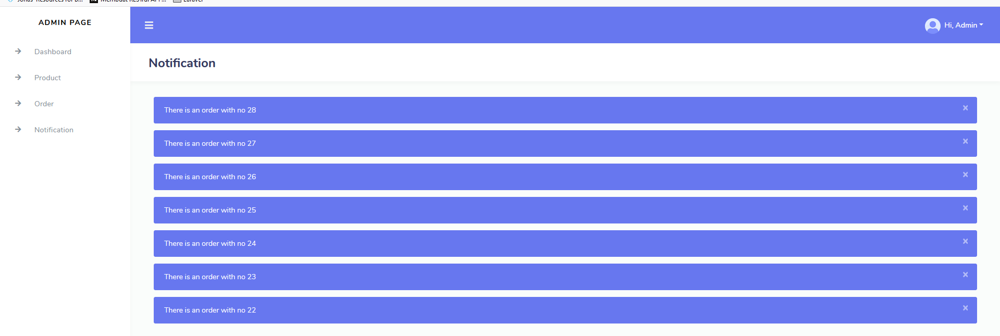 ADMIN PAGE
Hi, Admin
Dashboard
Product
Order
Notification
Notification
There is an order with no 28
There is an order with no 27
There is an order with no 26
There is an order with no 25
There is an order with no 24
There is an order with no 23
There is an order with no 22